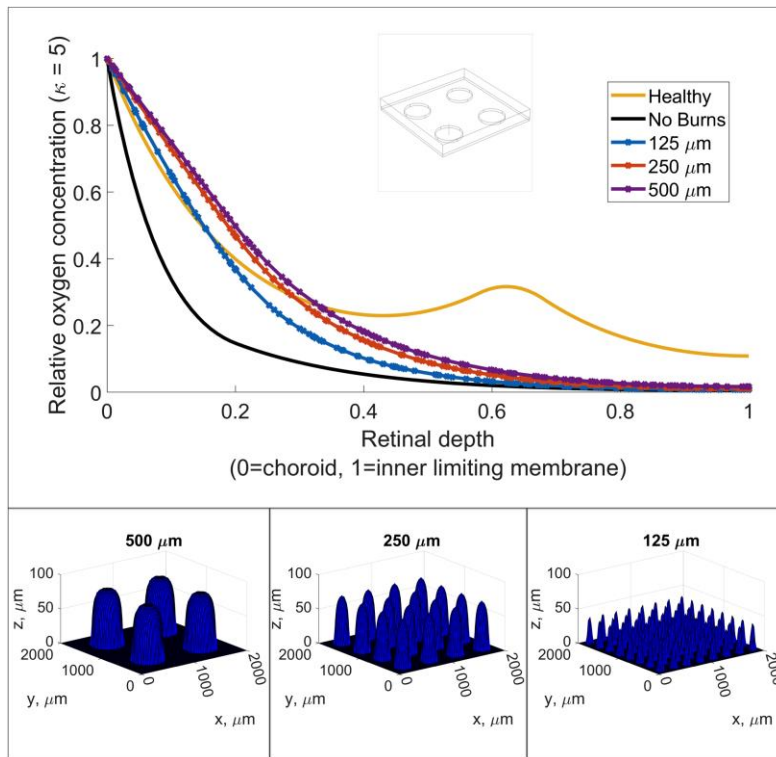 Relative oxygen concentration (κ = 5)
1
0.8
0.6
0.4
0.2
0
0 0.2 0.4 0.6 0.8 1
Retinal depth
(0=choroid, 1=inner limiting membrane)
Healthy
No Burns
125 μm
250 μm
500 μm
500 μm
z, μm
100
50
0
2000
1000
0
y, μm
0
1000
2000
x, μm
250 μm
z, μm
100
50
0
2000
1000
0
y, μm
0
1000
2000
x, μm
125 μm
z, μm
100
50
0
2000
1000
0
y, μm
0
1000
2000
x, μm